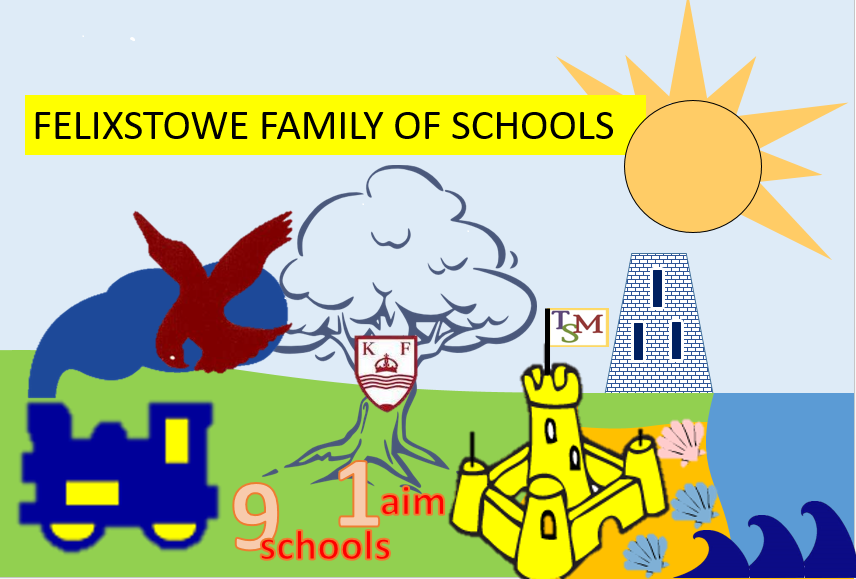 FELIXSTOWE FAMILY OF SCHOOLS
TSM
K F
9 schools
1 aim